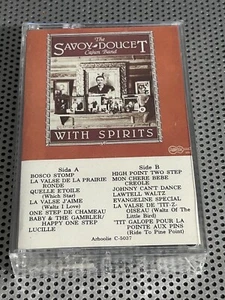 The
SAVOY-DOUCET
Cajun Band
WITH SPIRITS
Side A
BOSCO STOMP
LA VALSE DE LA PRAIRIE
RONDE
QUELLE ETOILE
(Which Star)
LA VALSE J'AIME
(Waltz I Love)
ONE STEP DE CHAMEAU
BABY & THE GAMBLER/
HAPPY ONE STEP
LUCILLE
Side B
HIGH POINT TWO STEP
MON CHERE BEBE
CREOLE
JOHNNY CAN'T DANCE
LAWTELL WALTZ
EVANGELINE SPECIAL
LA VALSE DE 'TIT-Z-
OISEAU (Waltz Of The
Little Bird)
'TIT GALOPE POUR LA
POINTE AUX PINS
(Ride To Pine Point)
Arhoolie C-5037